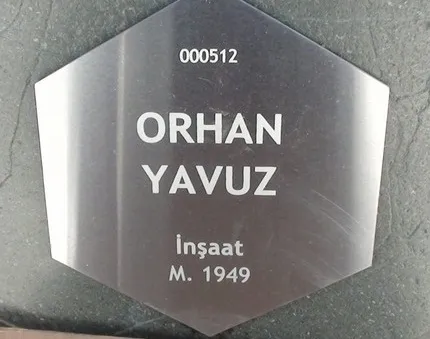 000512
ORHAN
YAVUZ
İnşaat
M. 1949